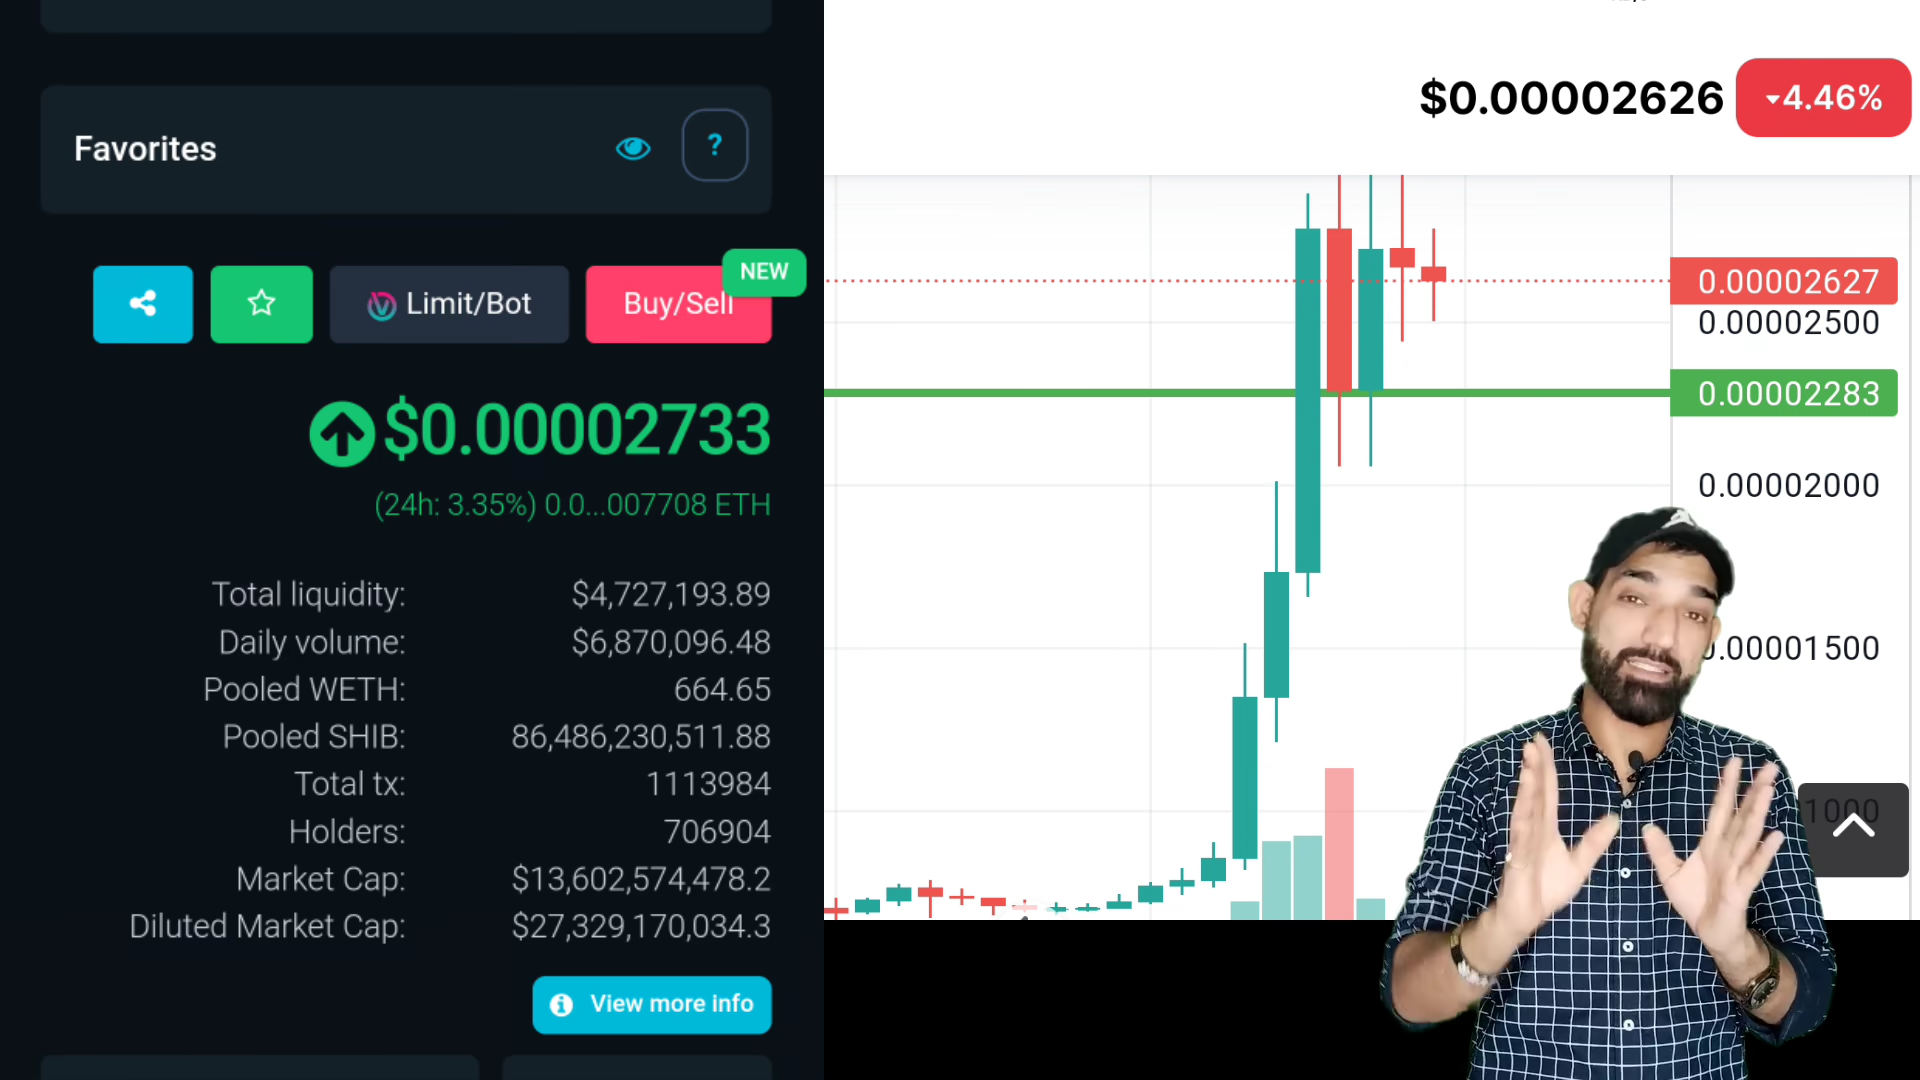 Favorites
?
NEW
Limit/Bot
Buy/Sell
$0.00002733
(24h: 3.35%) 0.0...007708 ETH
Total liquidity: $4,727,193.89
Daily volume: $6,870,096.48
Pooled WETH: 664.65
Pooled SHIB: 86,486,230,511.88
Total tx: 1113984
Holders: 706904
Market Cap: $13,602,574,478.2
Diluted Market Cap: $27,329,170,034.3
View more info
$0.00002626 ▾4.46%
0.00002627
0.00002500
0.00002283
0.00002000
0.00001500
1000